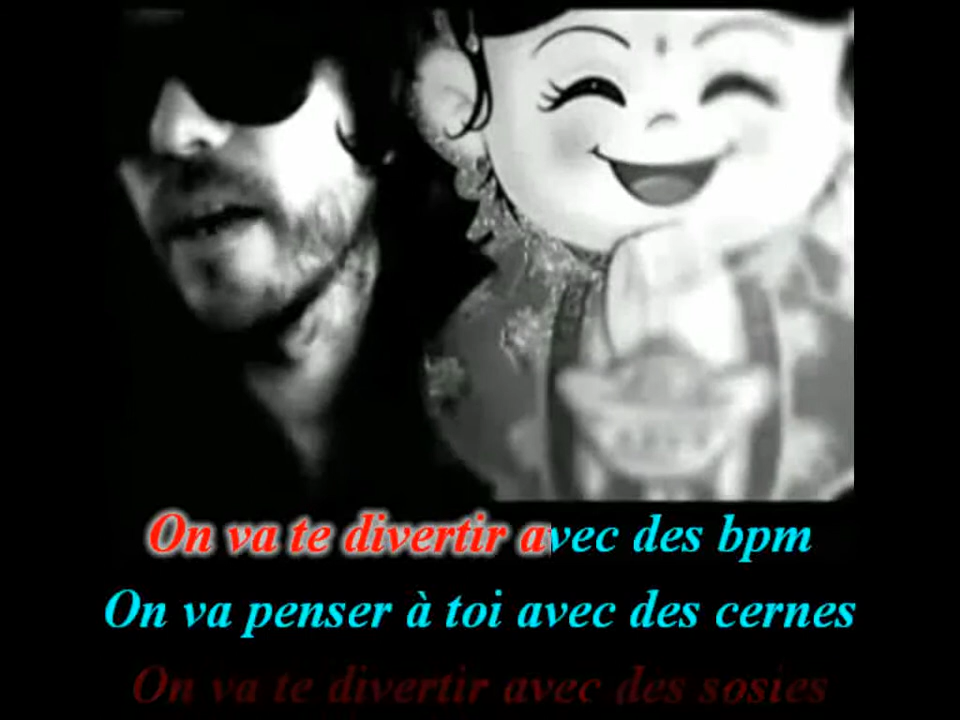 On va te divertir avec des bpm
On va penser à toi avec des cernes
On va te divertir avec des sosies